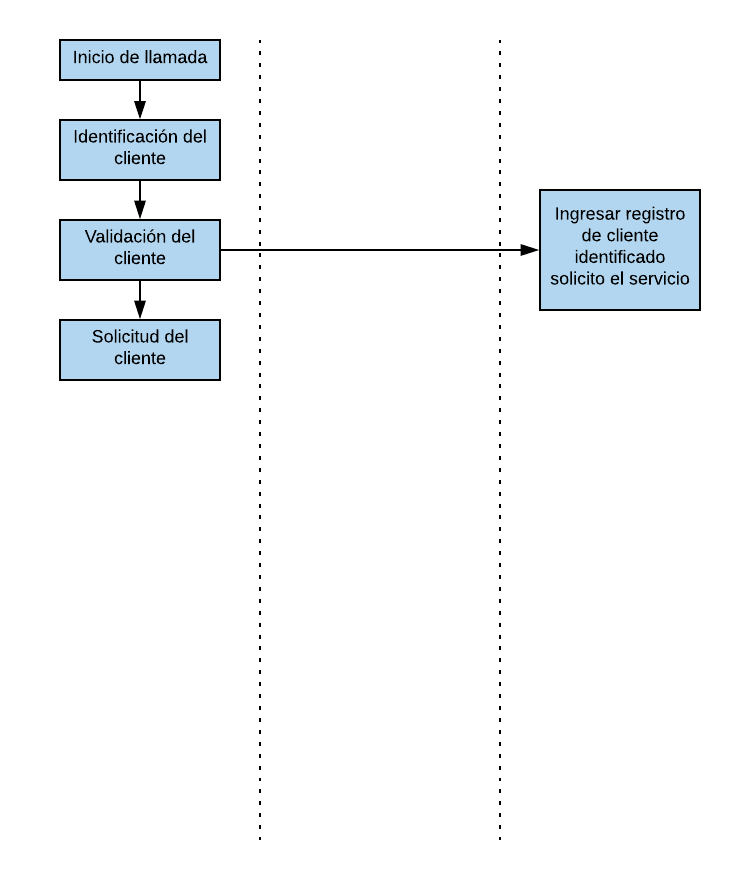 Inicio de llamada
Identificación del
cliente
Validación del
cliente
Ingresar registro
de cliente
identificado
solicito el servicio
Solicitud del
cliente